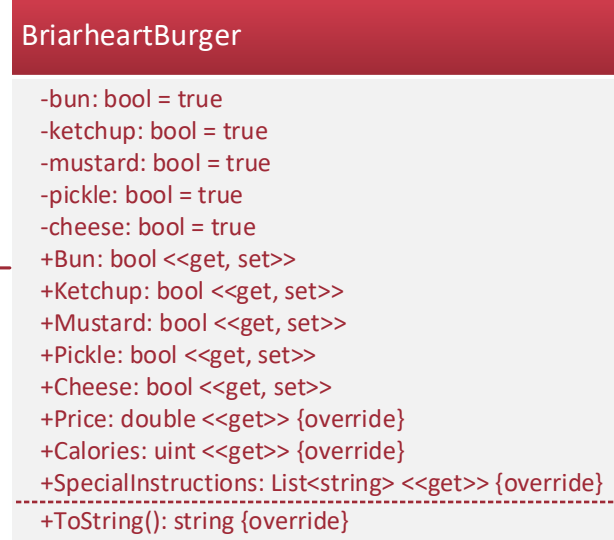 BriarheartBurger
-bun: bool = true
-ketchup: bool = true
-mustard: bool = true
-pickle: bool = true
-cheese: bool = true
+Bun: bool <<get, set>>
+Ketchup: bool <<get, set>>
+Mustard: bool <<get, set>>
+Pickle: bool <<get, set>>
+Cheese: bool <<get, set>>
+Price: double <<get>> {override}
+Calories: uint <<get>> {override}
+SpecialInstructions: List<string> <<get>> {override}
+ToString(): string {override}